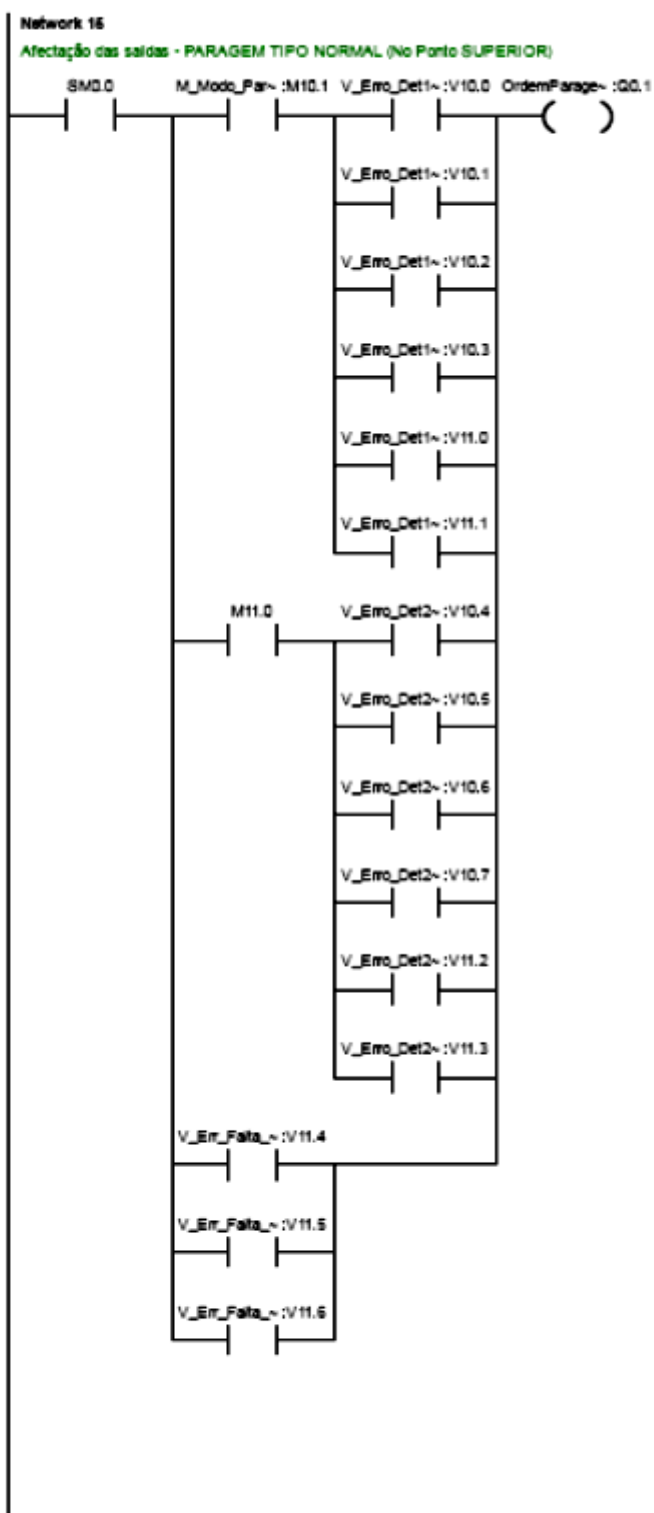 Network 16
Afectação das saídas - PARAGEM TIPO NORMAL (No Ponto SUPERIOR)
SM0.0 M_Modo_Par~:M10.1 V_Erro_Det1~:V10.0 OrdemParage~:Q0.1
V_Erro_Det1~:V10.1
V_Erro_Det1~:V10.2
V_Erro_Det1~:V10.3
V_Erro_Det1~:V11.0
V_Erro_Det1~:V11.1
M11.0 V_Erro_Det2~:V10.4
V_Erro_Det2~:V10.5
V_Erro_Det2~:V10.6
V_Erro_Det2~:V10.7
V_Erro_Det2~:V11.2
V_Erro_Det2~:V11.3
V_Err_Falta_~:V11.4
V_Err_Falta_~:V11.5
V_Err_Falta_~:V11.6